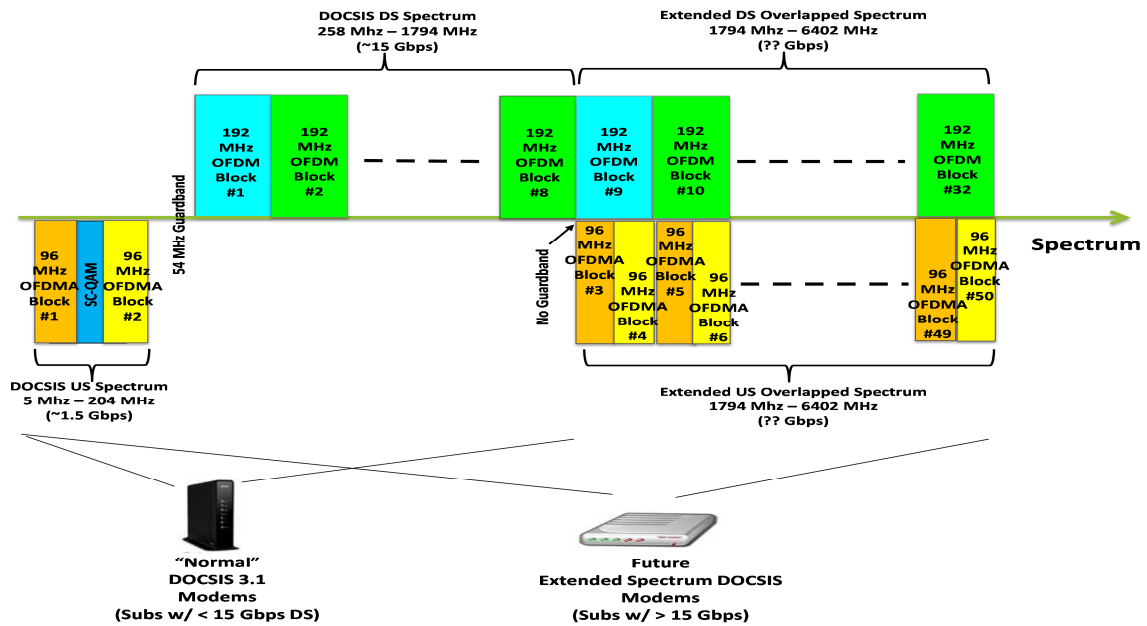 DOCSIS DS Spectrum
258 Mhz – 1794 MHz
(~15 Gbps)
Extended DS Overlapped Spectrum
1794 Mhz – 6402 MHz
(?? Gbps)
192
MHz
OFDM
Block
#1
192
MHz
OFDM
Block
#2
192
MHz
OFDM
Block
#8
192
MHz
OFDM
Block
#9
192
MHz
OFDM
Block
#10
192
MHz
OFDM
Block
#32
54 MHz Guardband
No Guardband
Spectrum
96
MHz
OFDMA
Block
#1
SC-QAM
96
MHz
OFDMA
Block
#2
96
MHz
OFDMA
Block
#3
96
MHz
OFDMA
Block
#4
96
MHz
OFDMA
Block
#5
96
MHz
OFDMA
Block
#6
96
MHz
OFDMA
Block
#49
96
MHz
OFDMA
Block
#50
DOCSIS US Spectrum
5 Mhz – 204 MHz
(~1.5 Gbps)
Extended US Overlapped Spectrum
1794 Mhz – 6402 MHz
(?? Gbps)
“Normal”
DOCSIS 3.1
Modems
(Subs w/ < 15 Gbps DS)
Future
Extended Spectrum DOCSIS
Modems
(Subs w/ > 15 Gbps)